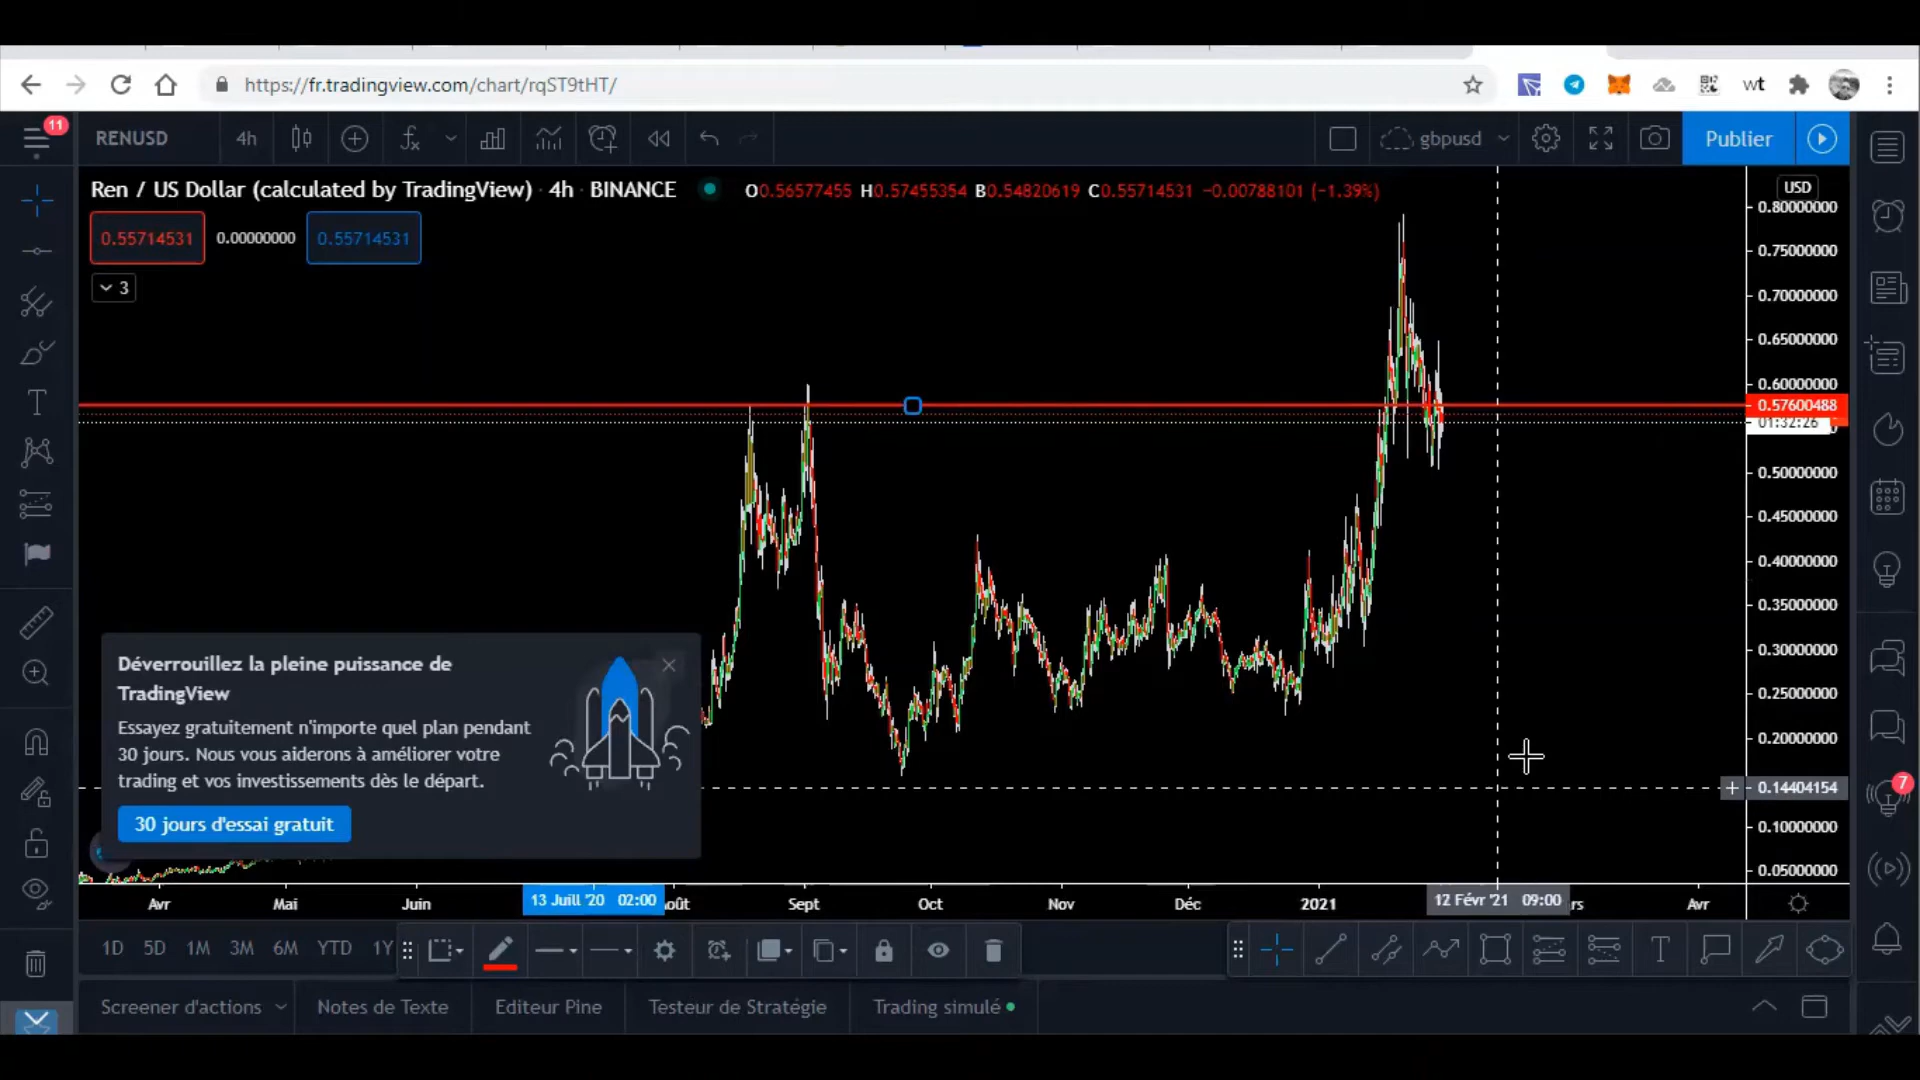 https://fr.tradingview.com/chart/rqST9tHT/
wt
11
RENUSD
4h
gbpusd
Publier
Ren / US Dollar (calculated by TradingView) · 4h · BINANCE
O0.56577455 H0.57455354 B0.54820619 C0.55714531 −0.00788101 (−1.39%)
0.55714531
0.00000000
0.55714531
3
USD
0.80000000
0.75000000
0.70000000
0.65000000
0.60000000
0.57600488
01:32:26
0.50000000
0.45000000
0.40000000
0.35000000
0.30000000
0.25000000
0.20000000
0.14404154
0.10000000
0.05000000
7
Déverrouillez la pleine puissance de
TradingView
Essayez gratuitement n'importe quel plan pendant
30 jours. Nous vous aiderons à améliorer votre
trading et vos investissements dès le départ.
30 jours d'essai gratuit
Avr
Mai
Juin
13 Juill '20 02:00
oût
Sept
Oct
Nov
Déc
2021
12 Févr '21 09:00
rs
Avr
1D
5D
1M
3M
6M
YTD
1Y
Screener d'actions
Notes de Texte
Editeur Pine
Testeur de Stratégie
Trading simulé